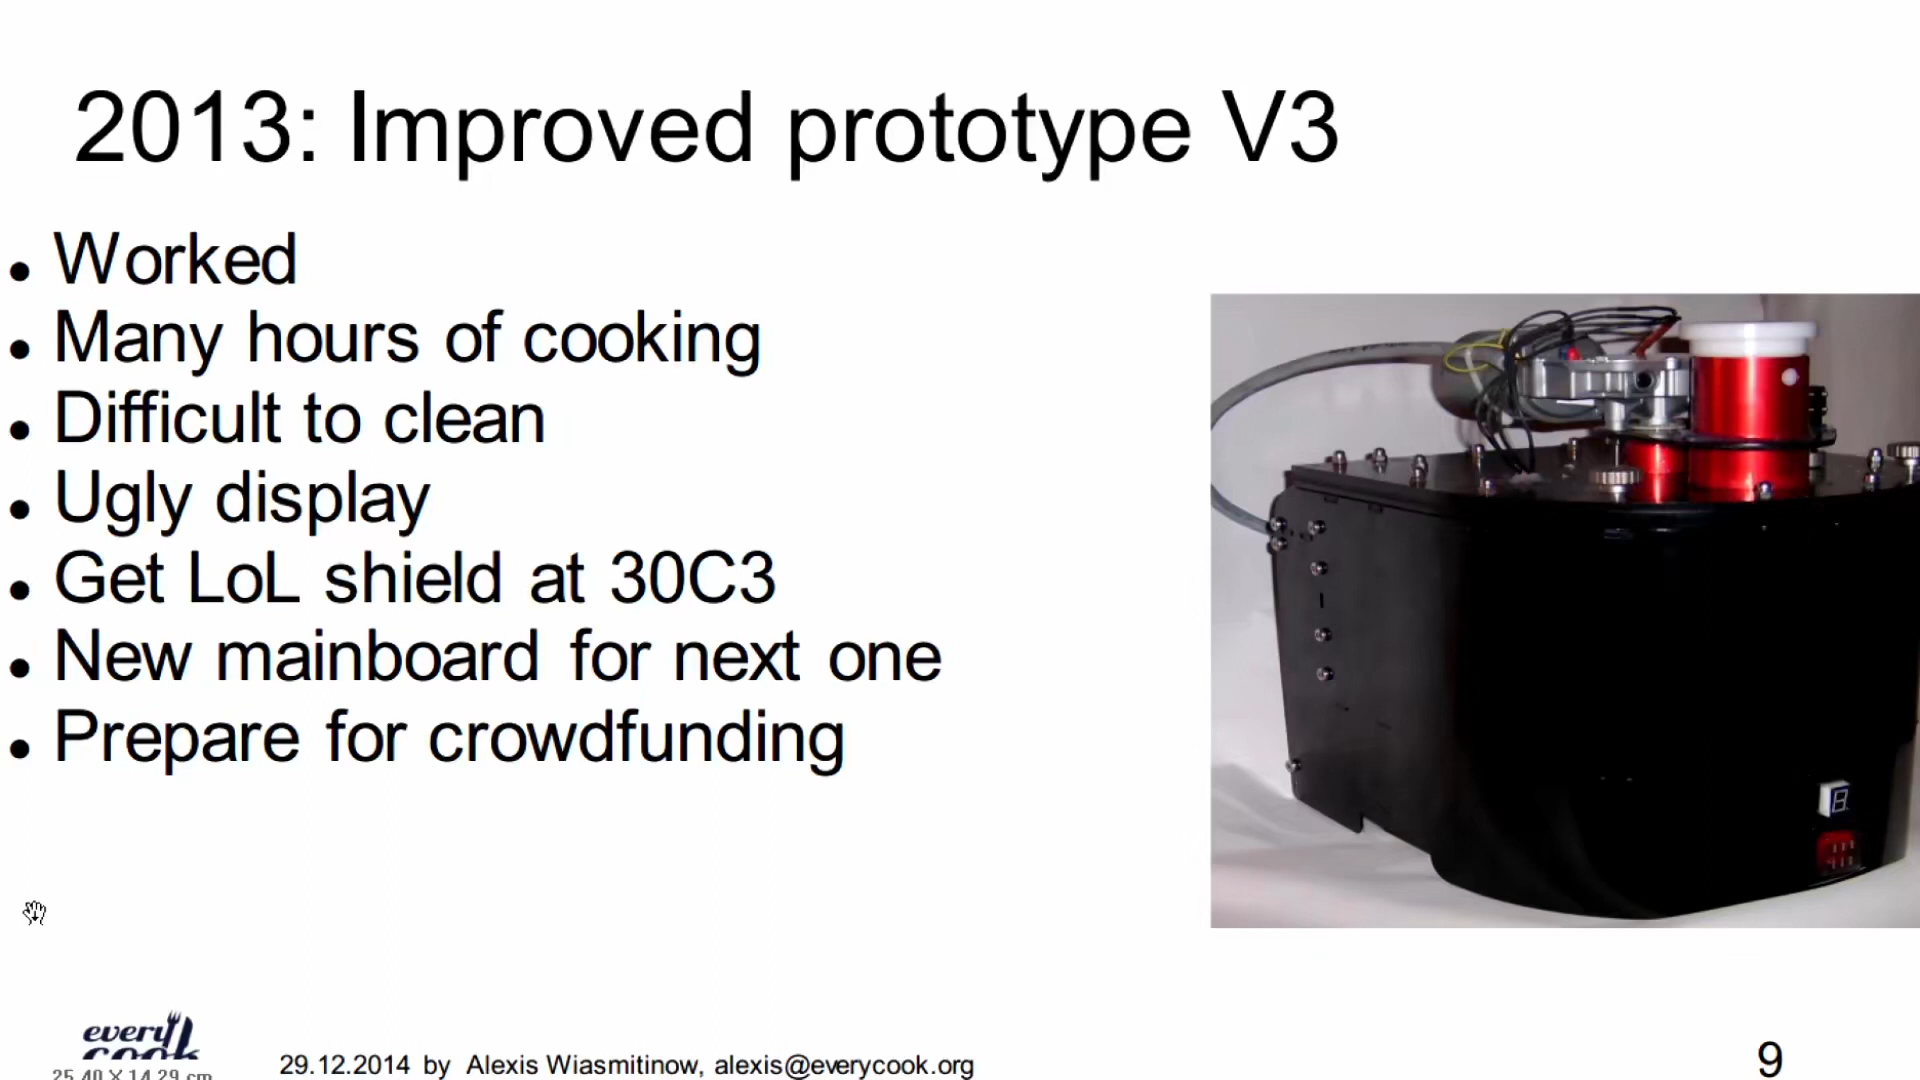 2013: Improved prototype V3
● Worked
● Many hours of cooking
● Difficult to clean
● Ugly display
● Get LoL shield at 30C3
● New mainboard for next one
● Prepare for crowdfunding
every
cook
25.40 X 14.29 cm
29.12.2014 by Alexis Wiasmitinow, alexis@everycook.org
9